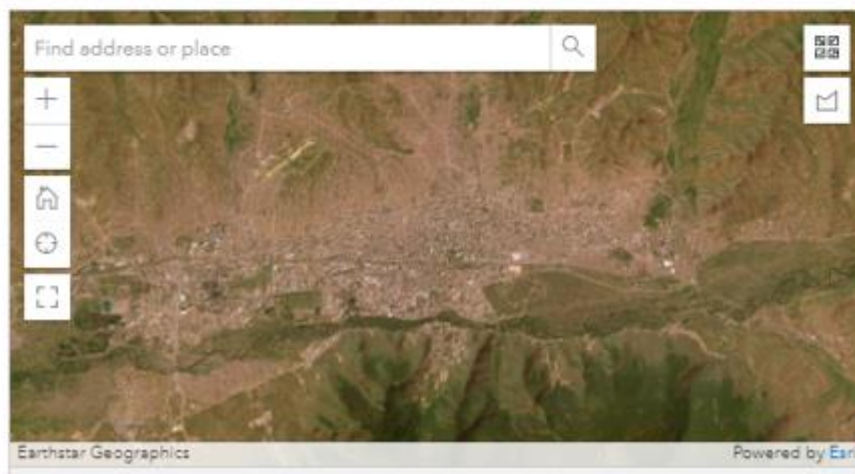 Find address or place
Earthstar Geographics
Powered by Esri